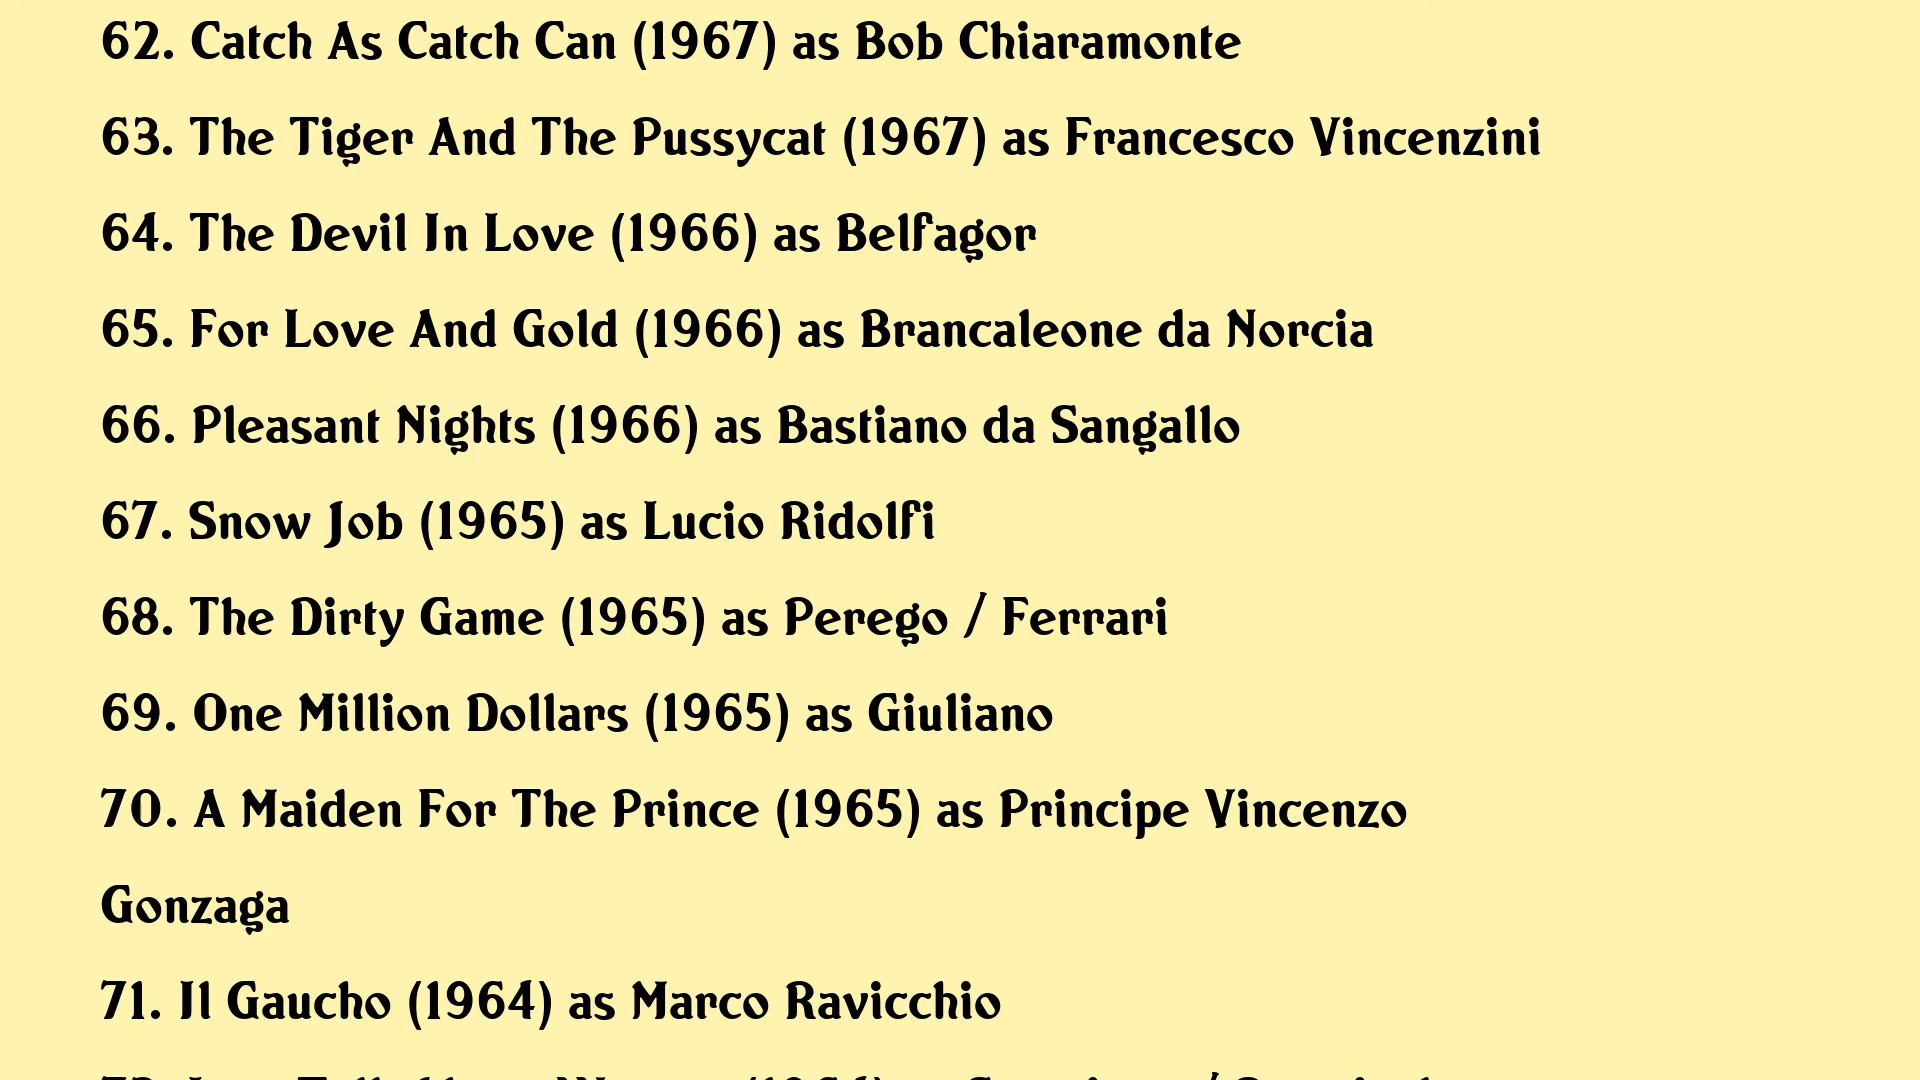 62. Catch As Catch Can (1967) as Bob Chiaramonte
63. The Tiger And The Pussycat (1967) as Francesco Vincenzini
64. The Devil In Love (1966) as Belfagor
65. For Love And Gold (1966) as Brancaleone da Norcia
66. Pleasant Nights (1966) as Bastiano da Sangallo
67. Snow Job (1965) as Lucio Ridolfi
68. The Dirty Game (1965) as Perego / Ferrari
69. One Million Dollars (1965) as Giuliano
70. A Maiden For The Prince (1965) as Principe Vincenzo
Gonzaga
71. Il Gaucho (1964) as Marco Ravicchio